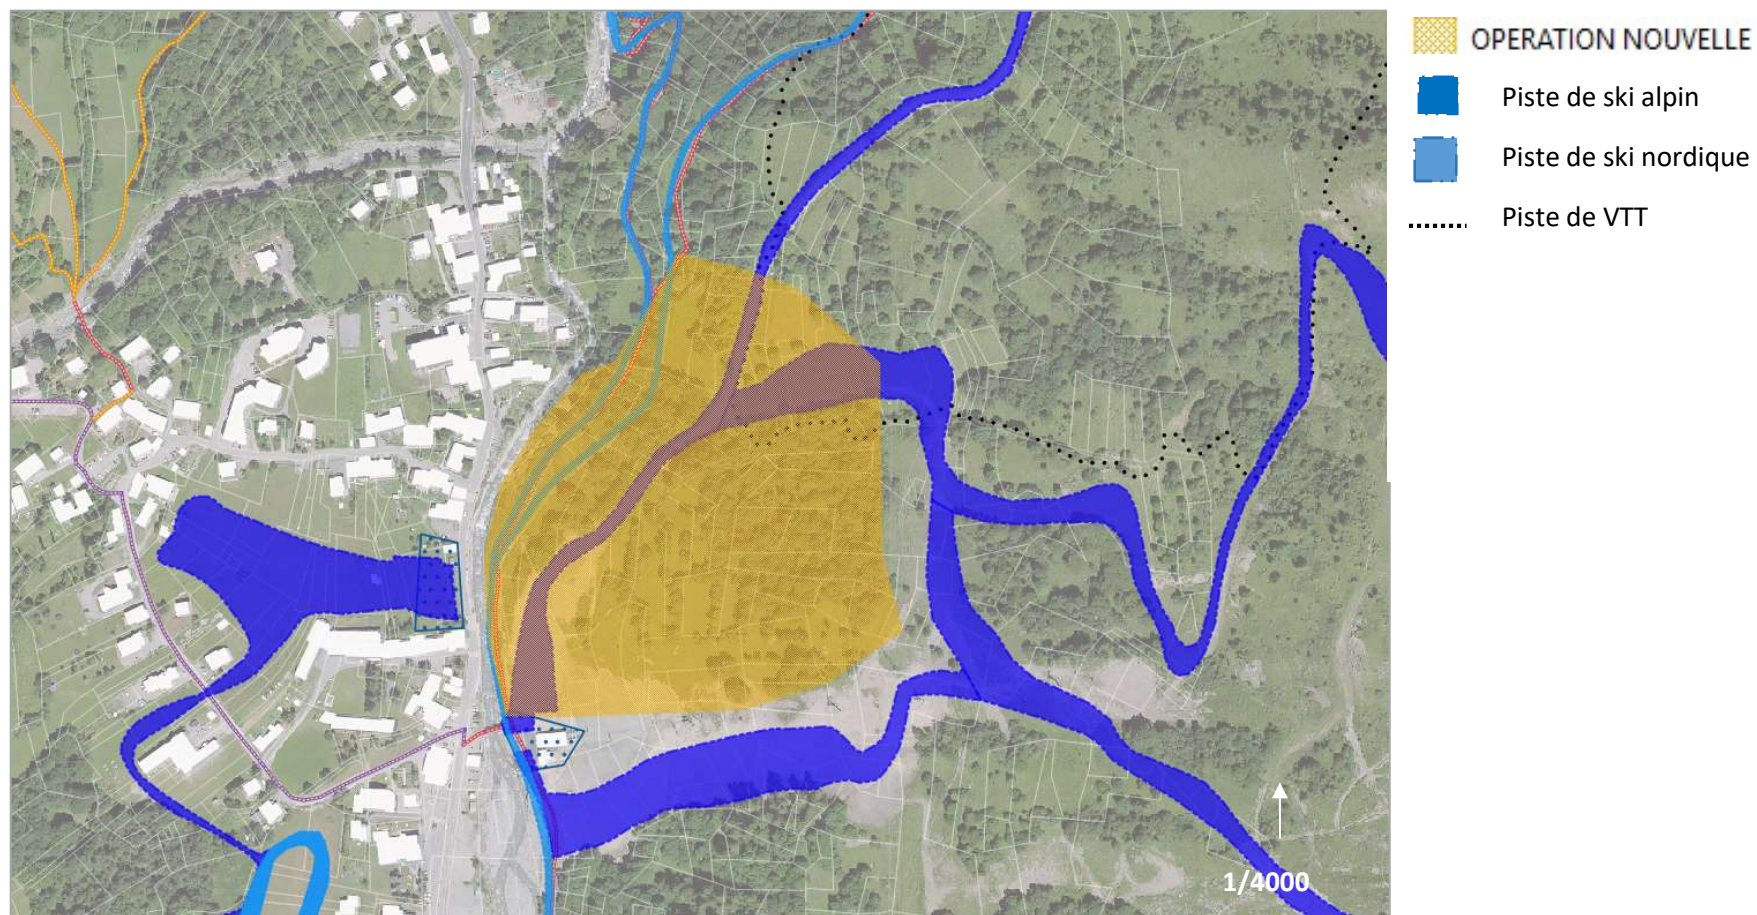 OPERATION NOUVELLE
Piste de ski alpin
Piste de ski nordique
Piste de VTT
1/4000